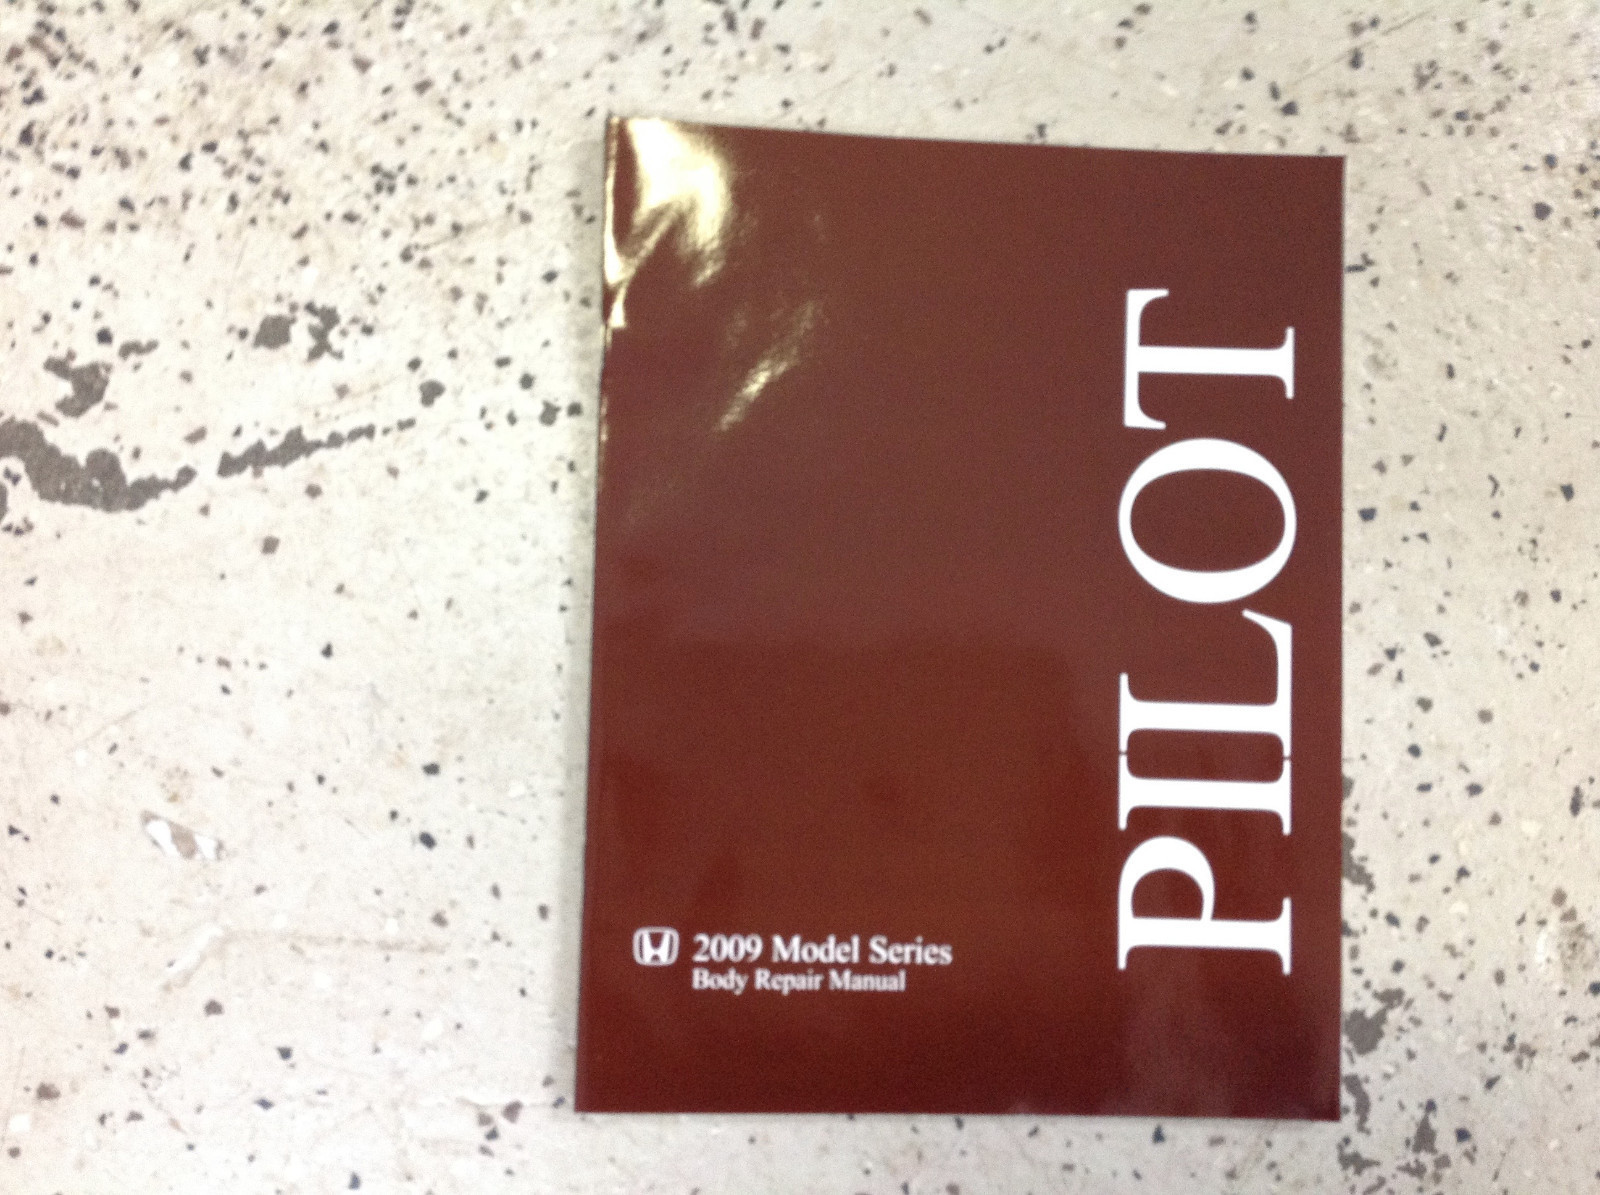 PILOT
2009 Model Series
Body Repair Manual